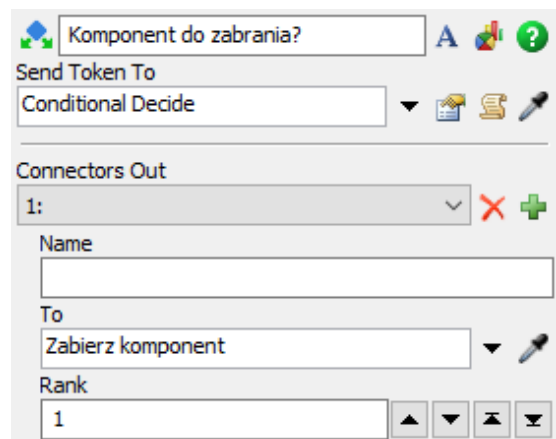 Komponent do zabrania?
A
Send Token To
Conditional Decide
Connectors Out
1:
Name
To
Zabierz komponent
Rank
1